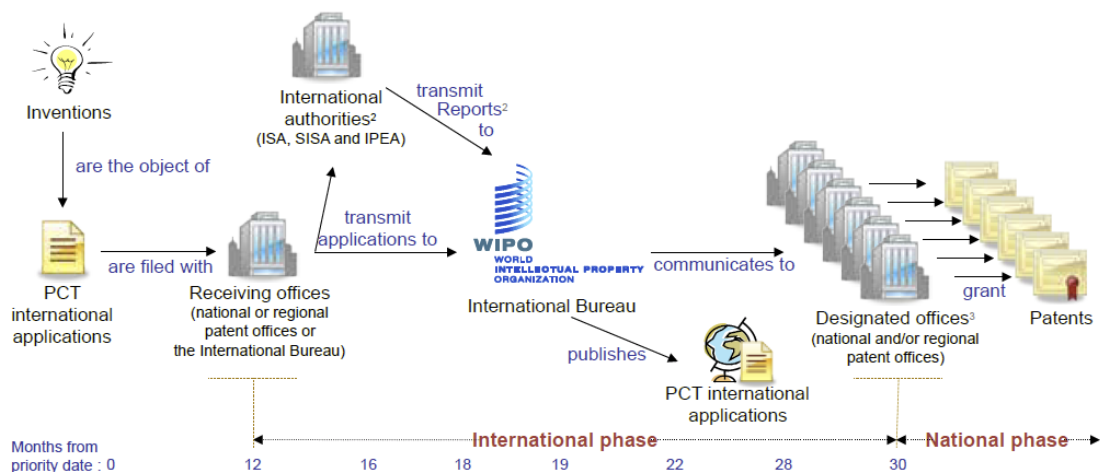 Inventions
are the object of
PCT
international
applications
are filed with
Receiving offices
(national or regional
patent offices or
the International Bureau)
International
authorities²
(ISA, SISA and IPEA)
transmit
Reports²
to
transmit
applications to
WIPO
WORLD
INTELLECTUAL PROPERTY
ORGANIZATION
International Bureau
publishes
PCT international
applications
communicates to
Designated offices³
(national and/or regional
patent offices)
grant
Patents
International phase
National phase
Months from
priority date : 0 12 16 18 19 22 28 30